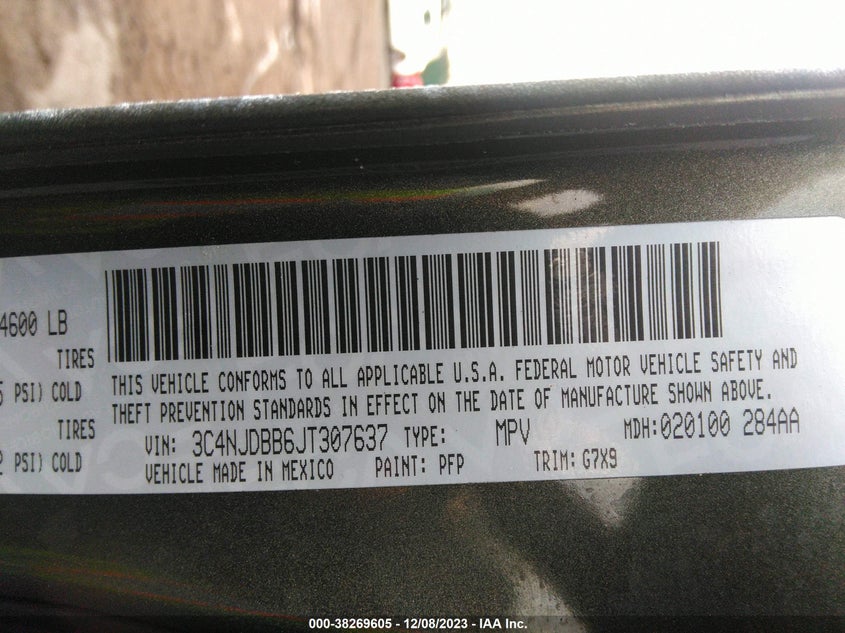 4600 LB
TIRES
PSI) COLD
TIRES
PSI) COLD
THIS VEHICLE CONFORMS TO ALL APPLICABLE U.S.A. FEDERAL MOTOR VEHICLE SAFETY AND
THEFT PREVENTION STANDARDS IN EFFECT ON THE DATE OF MANUFACTURE SHOWN ABOVE.
VIN: 3C4NJDBB6JT307637 TYPE: MPV MDH:020100 284AA
VEHICLE MADE IN MEXICO PAINT: PFP TRIM: G7X9
000-38269605 - 12/08/2023 - IAA Inc.